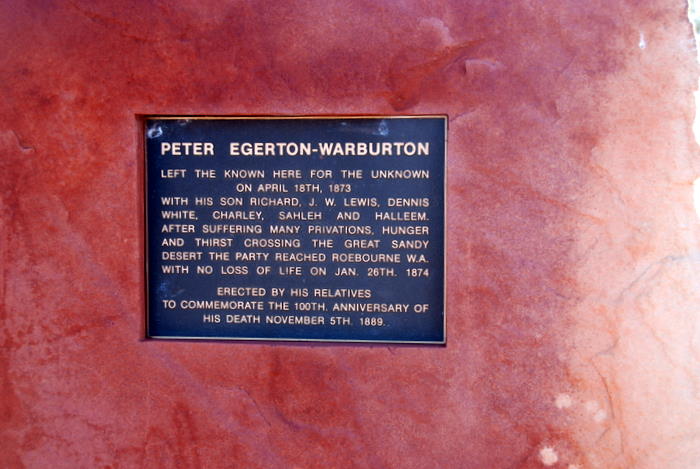 PETER EGERTON-WARBURTON
LEFT THE KNOWN HERE FOR THE UNKNOWN
ON APRIL 18TH, 1873
WITH HIS SON RICHARD, J. W. LEWIS, DENNIS
WHITE, CHARLEY, SAHLEH AND HALLEEM.
AFTER SUFFERING MANY PRIVATIONS, HUNGER
AND THIRST CROSSING THE GREAT SANDY
DESERT THE PARTY REACHED ROEBOURNE W.A.
WITH NO LOSS OF LIFE ON JAN. 26TH. 1874
ERECTED BY HIS RELATIVES
TO COMMEMORATE THE 100TH. ANNIVERSARY OF
HIS DEATH NOVEMBER 5TH. 1889.